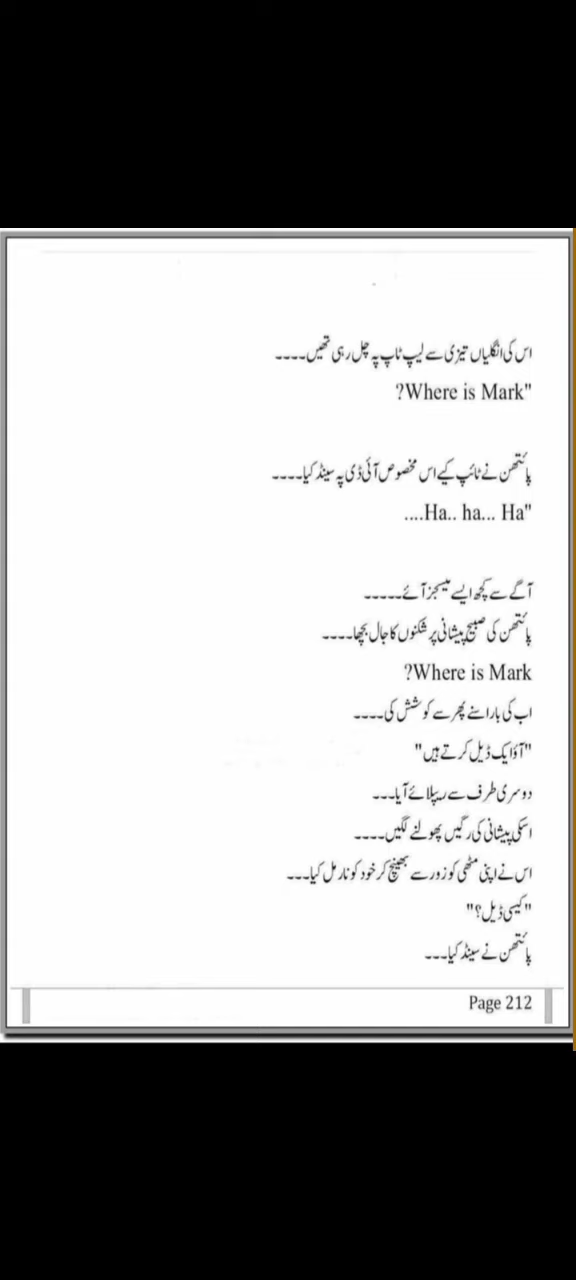 اس کی انگلیاں تیزی سے لیپ ٹاپ پہ چل رہی تھیں۔۔۔۔
?Where is Mark"
پائتھن نے ٹائپ کیے اس مخصوص آئی ڈی پہ سینڈ کیا۔۔۔۔
....Ha.. ha... Ha"
آگے سے کچھ ایسے میسجز آئے۔۔۔۔۔
پائتھن کی صبیح پیشانی پر شکنوں کا جال بچھا۔۔۔۔
?Where is Mark
اب کی بار اسنے پھر سے کوشش کی۔۔۔۔
"آؤ ایک ڈیل کرتے ہیں"
دوسری طرف سے ریپلائے آیا۔۔۔
اسکی پیشانی کی رگیں پھولنے لگیں۔۔۔۔
اس نے اپنی مٹھی کو زور سے بھینچ کر خود کو نارمل کیا۔۔۔
"کیسی ڈیل؟"
پائتھن نے سینڈ کیا۔۔۔
Page 212